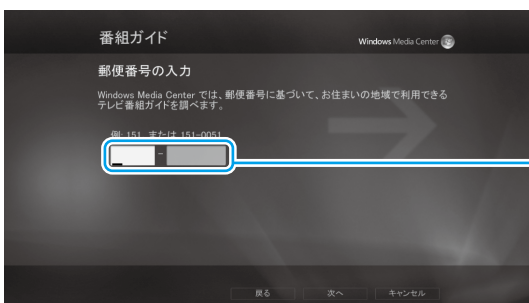 番組ガイド
Windows Media Center
郵便番号の入力
Windows Media Center では、郵便番号に基づいて、お住まいの地域で利用できる
テレビ番組ガイドを調べます。
例: 151 または 151-0051
-
戻る 次へ キャンセル